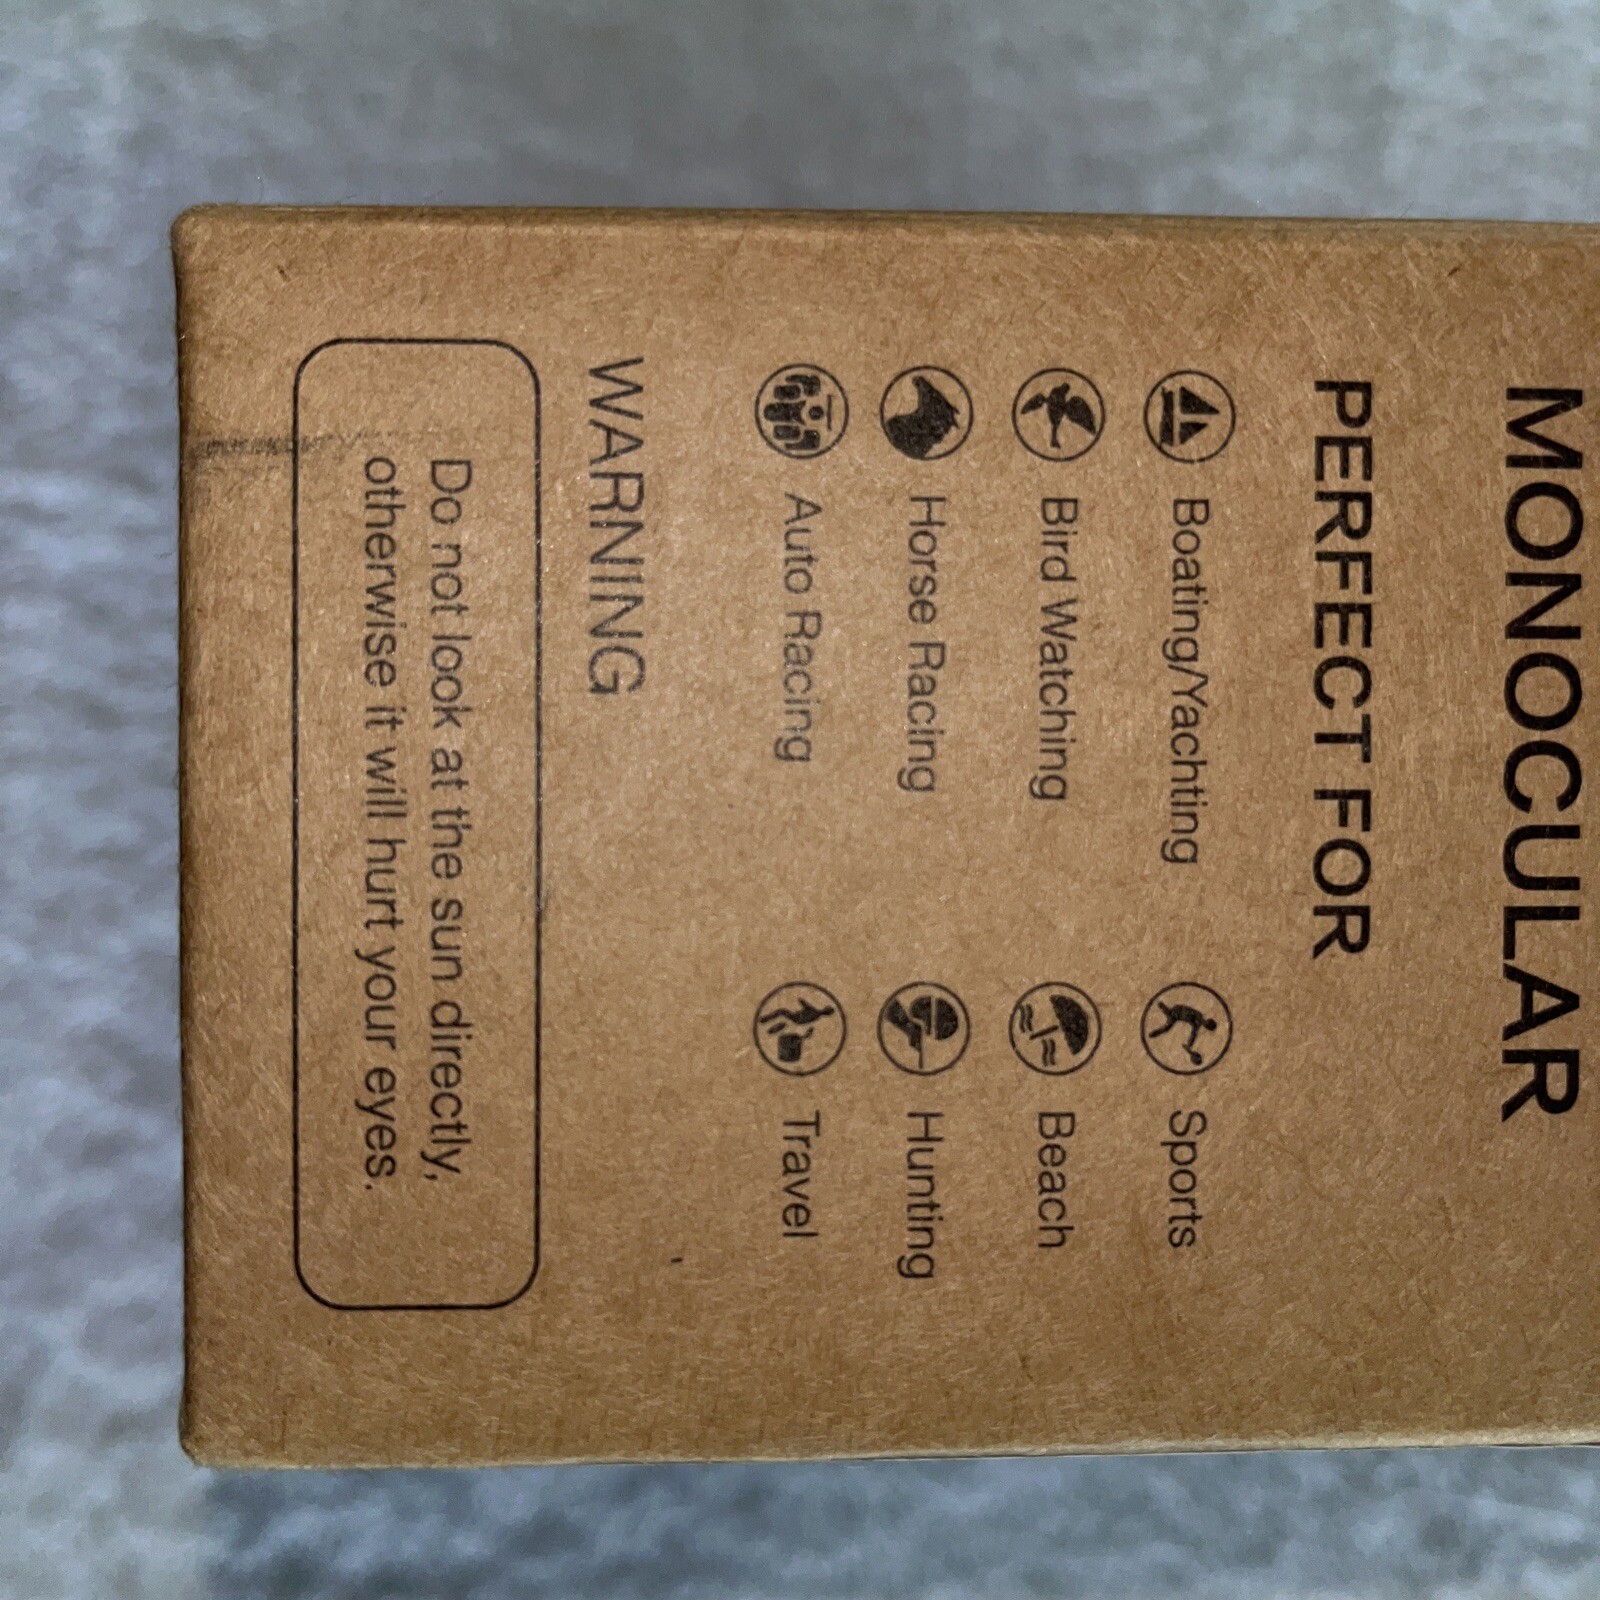 MONOCULAR
PERFECT FOR
Boating/Yachting
Sports
Bird Watching
Beach
Horse Racing
Hunting
Auto Racing
Travel
WARNING
Do not look at the sun directly,
otherwise it will hurt your eyes.